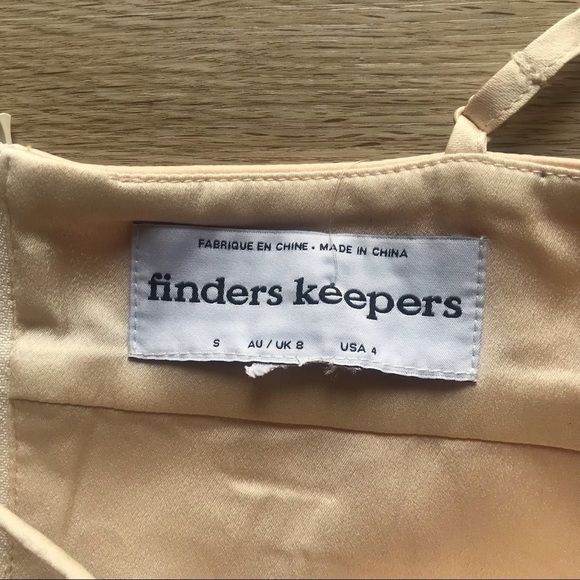 FABRIQUE EN CHINE • MADE IN CHINA
finders keepers
S AU / UK 8 USA 4